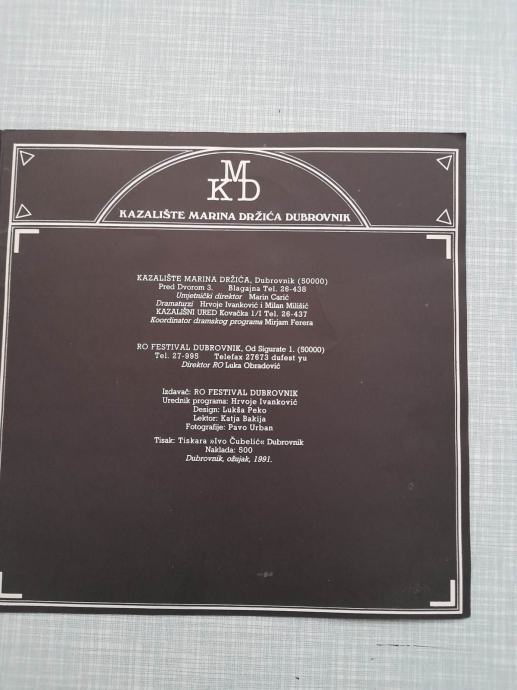 M
KD
KAZALIŠTE MARINA DRŽIĆA DUBROVNIK
KAZALIŠTE MARINA DRŽIĆA, Dubrovnik (50000)
Pred Dvorom 3. Blagajna Tel. 26-438
Umjetnički direktor Marin Carić
Dramaturzi Hrvoje Ivanković i Milan Milišić
KAZALIŠNI URED Kovačka 1/I Tel. 26-437
Koordinator dramskog programa Mirjam Ferera
RO FESTIVAL DUBROVNIK, Od Sigurate 1. (50000)
Tel. 27-995 Telefax 27673 dufest yu
Direktor RO Luka Obradović
Izdavač: RO FESTIVAL DUBROVNIK
Urednik programa: Hrvoje Ivanković
Design: Lukša Peko
Lektor: Katja Bakija
Fotografije: Pavo Urban
Tisak: Tiskara »Ivo Čubelić« Dubrovnik
Naklada: 500
Dubrovnik, ožujak, 1991.